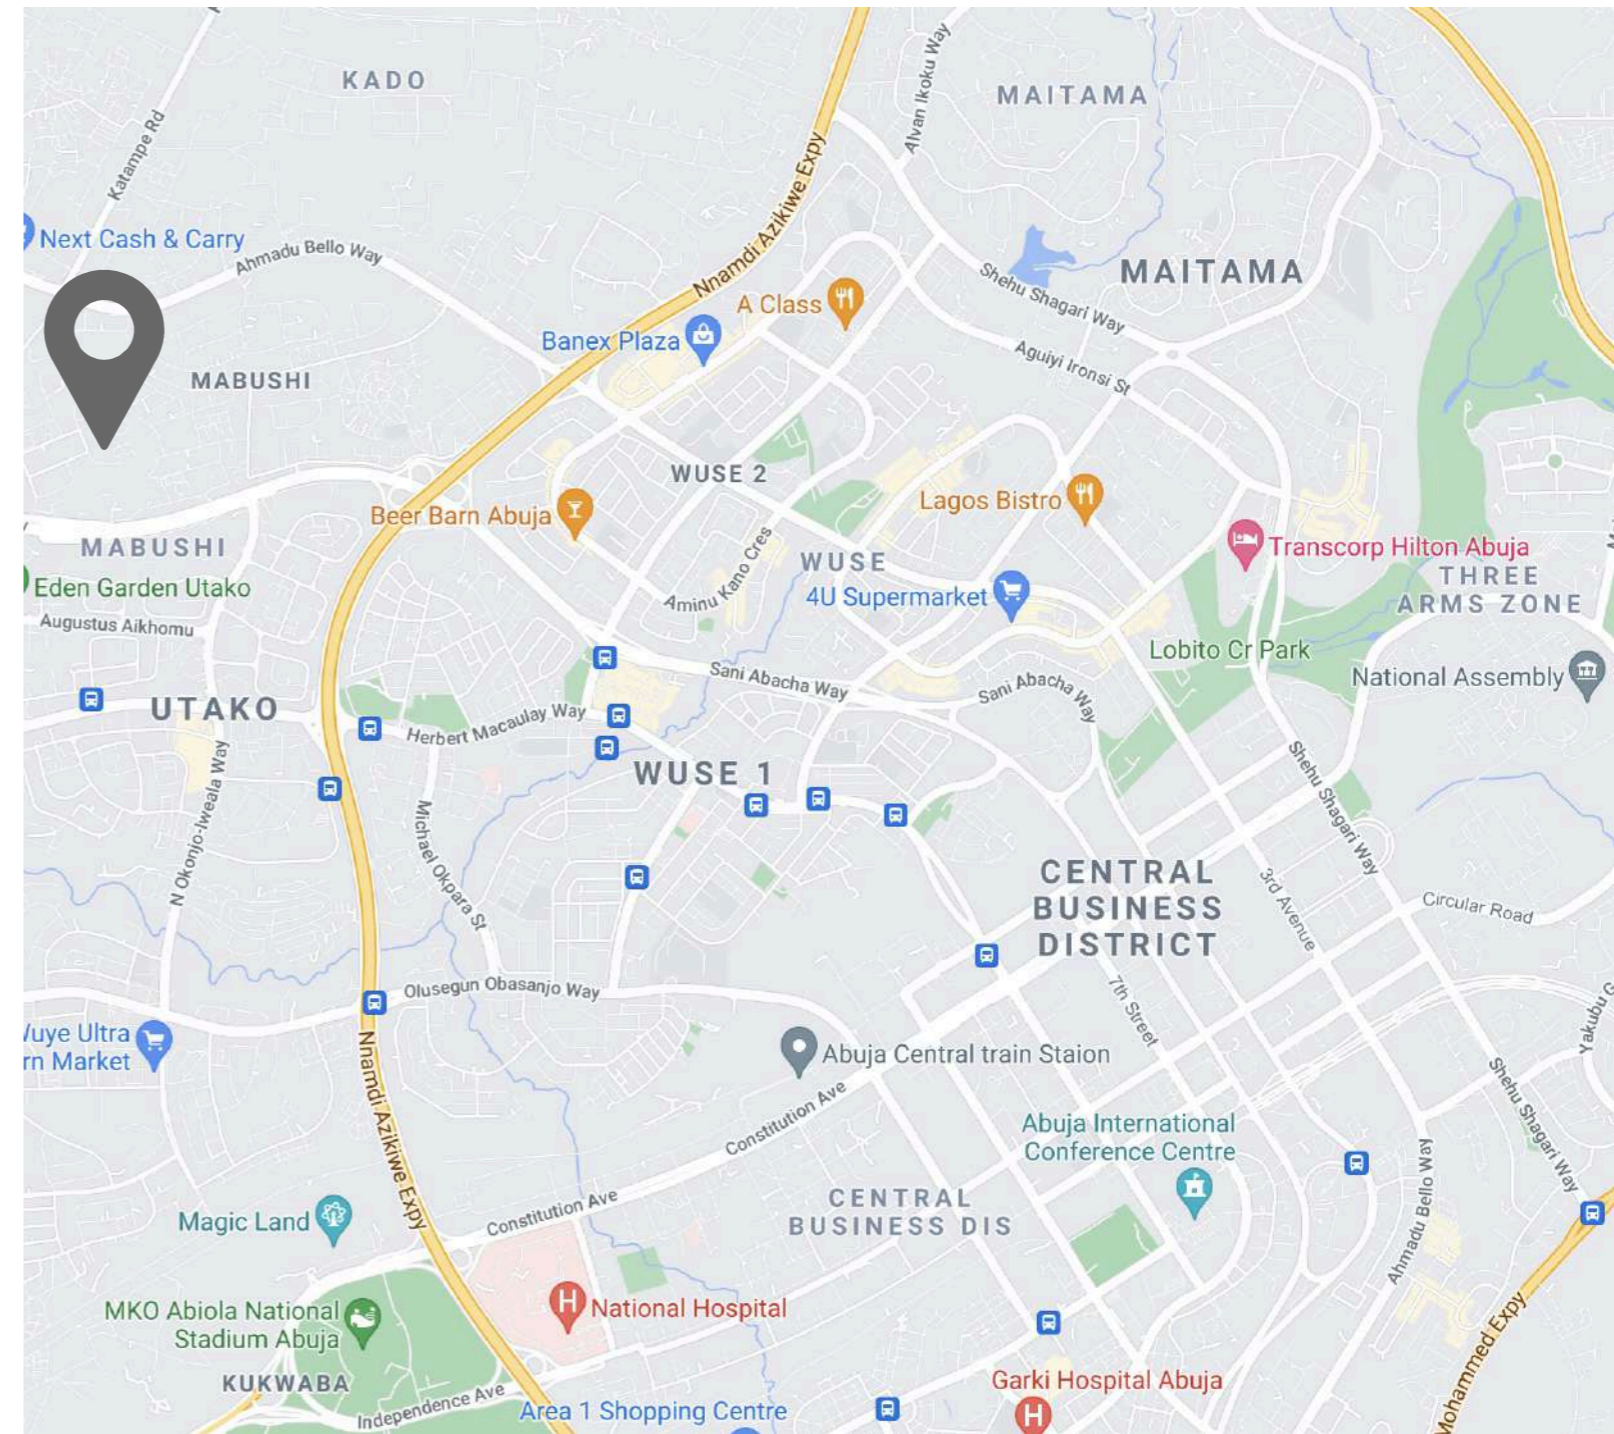 KADO
Alvan Ikoku Way
MAITAMA
Katampe Rd
Nnamdi Azikiwe Expy
Next Cash & Carry
Ahmadu Bello Way
MAITAMA
Shehu Shagari Way
A Class
Banex Plaza
Aguiyi Ironsi St
MABUSHI
WUSE 2
Lagos Bistro
Beer Barn Abuja
MABUSHI
Transcorp Hilton Abuja
WUSE
THREE
ARMS ZONE
Eden Garden Utako
Aminu Kano Cres
4U Supermarket
Augustus Aikhomu
Lobito Cr Park
National Assembly
Sani Abacha Way
Sani Abacha Way
UTAKO
Herbert Macaulay Way
WUSE 1
Shehu Shagari Way
N Okonjo-Iweala Way
Michael Okpara St
CENTRAL
BUSINESS
DISTRICT
3rd Avenue
Circular Road
Olusegun Obasanjo Way
7th Street
Yakubu G
Vuye Ultra
rn Market
Abuja Central train Staion
Nnamdi Azikiwe Expy
Constitution Ave
Shehu Shagari Way
Abuja International
Conference Centre
Ahmadu Bello Way
Constitution Ave
CENTRAL
BUSINESS DIS
Magic Land
MKO Abiola National
Stadium Abuja
H
National Hospital
Mohammed Expy
KUKWABA
Independence Ave
Area 1 Shopping Centre
Garki Hospital Abuja
H